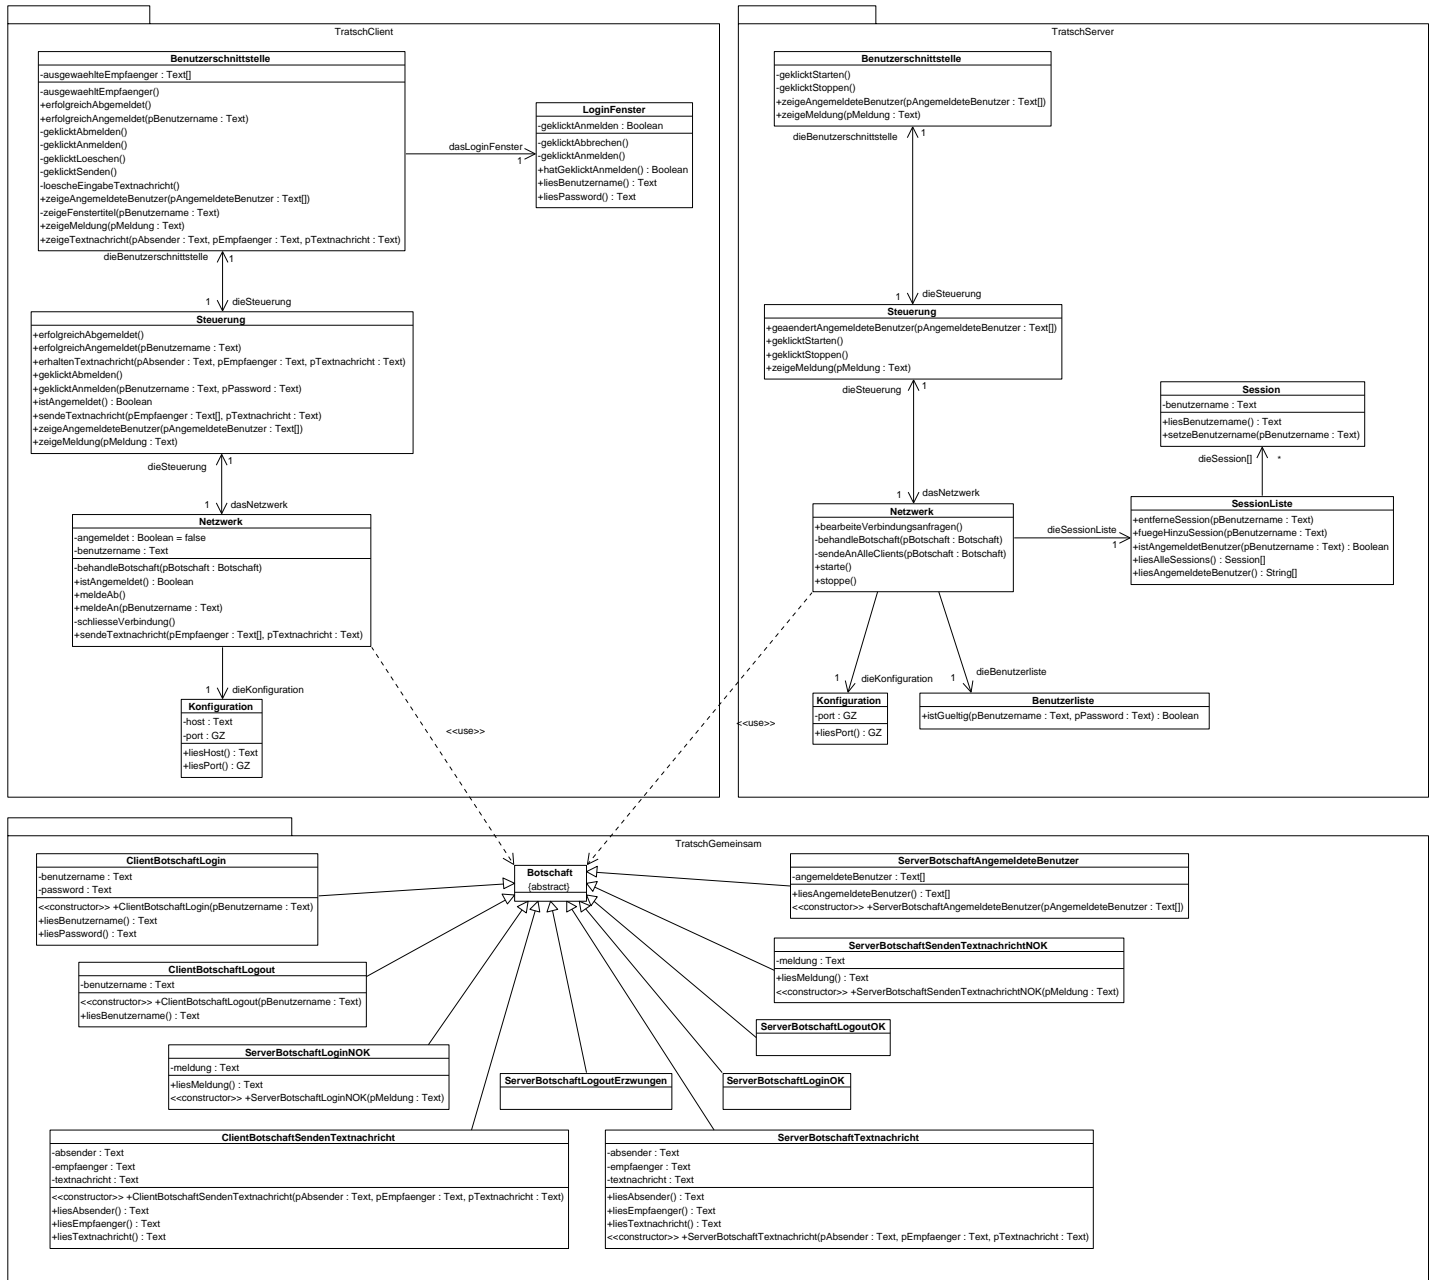 TratschClient
Benutzerschnittstelle
-ausgewaehlteEmpfaenger : Text[]
-ausgewaehltEmpfaenger()
+erfolgreichAbgemeldet()
+erfolgreichAngemeldet(pBenutzername : Text)
-geklicktAbmelden()
-geklicktAnmelden()
-geklicktLoeschen()
-geklicktSenden()
-loescheEingabeTextnachricht()
+zeigeAngemeldeteBenutzer(pAngemeldeteBenutzer : Text[])
-zeigeFenstertitel(pBenutzername : Text)
+zeigeMeldung(pMeldung : Text)
+zeigeTextnachricht(pAbsender : Text, pEmpfaenger : Text, pTextnachricht : Text)
dasLoginFenster
1
LoginFenster
-geklicktAnmelden : Boolean
-geklicktAbbrechen()
-geklicktAnmelden()
+hatGeklicktAnmelden() : Boolean
+liesBenutzername() : Text
+liesPassword() : Text
dieBenutzerschnittstelle
1
1
dieSteuerung
Steuerung
+erfolgreichAbgemeldet()
+erfolgreichAngemeldet(pBenutzername : Text)
+erhaltenTextnachricht(pAbsender : Text, pEmpfaenger : Text, pTextnachricht : Text)
+geklicktAbmelden()
+geklicktAnmelden(pBenutzername : Text, pPassword : Text)
+istAngemeldet() : Boolean
+sendeTextnachricht(pEmpfaenger : Text[], pTextnachricht : Text)
+zeigeAngemeldeteBenutzer(pAngemeldeteBenutzer : Text[])
+zeigeMeldung(pMeldung : Text)
dieSteuerung
1
1
dasNetzwerk
Netzwerk
-angemeldet : Boolean = false
-benutzername : Text
-behandleBotschaft(pBotschaft : Botschaft)
+istAngemeldet() : Boolean
+meldeAb()
+meldeAn(pBenutzername : Text)
-schliesseVerbindung()
+sendeTextnachricht(pEmpfaenger : Text[], pTextnachricht : Text)
1
dieKonfiguration
Konfiguration
-host : Text
-port : GZ
+liesHost() : Text
+liesPort() : GZ
<<use>>
TratschServer
Benutzerschnittstelle
-geklicktStarten()
-geklicktStoppen()
+zeigeAngemeldeteBenutzer(pAngemeldeteBenutzer : Text[])
+zeigeMeldung(pMeldung : Text)
dieBenutzerschnittstelle
1
1
dieSteuerung
Steuerung
+geaendertAngemeldeteBenutzer(pAngemeldeteBenutzer : Text[])
+geklicktStarten()
+geklicktStoppen()
+zeigeMeldung(pMeldung : Text)
dieSteuerung
1
1
dasNetzwerk
Netzwerk
+bearbeiteVerbindungsanfragen()
-behandleBotschaft(pBotschaft : Botschaft)
-sendeAnAlleClients(pBotschaft : Botschaft)
+starte()
+stoppe()
dieSessionListe
1
Session
-benutzername : Text
+liesBenutzername() : Text
+setzeBenutzername(pBenutzername : Text)
dieSession[]
*
SessionListe
+entferneSession(pBenutzername : Text)
+fuegeHinzuSession(pBenutzername : Text)
+istAngemeldetBenutzer(pBenutzername : Text) : Boolean
+liesAlleSessions() : Session[]
+liesAngemeldeteBenutzer() : String[]
1
dieKonfiguration
1
dieBenutzerliste
Konfiguration
-port : GZ
+liesPort() : GZ
Benutzerliste
+istGueltig(pBenutzername : Text, pPassword : Text) : Boolean
<<use>>
TratschGemeinsam
ClientBotschaftLogin
-benutzername : Text
-password : Text
<<constructor>> +ClientBotschaftLogin(pBenutzername : Text)
+liesBenutzername() : Text
+liesPassword() : Text
Botschaft
{abstract}
ServerBotschaftAngemeldeteBenutzer
-angemeldeteBenutzer : Text[]
+liesAngemeldeteBenutzer() : Text[]
<<constructor>> +ServerBotschaftAngemeldeteBenutzer(pAngemeldeteBenutzer : Text[])
ClientBotschaftLogout
-benutzername : Text
<<constructor>> +ClientBotschaftLogout(pBenutzername : Text)
+liesBenutzername() : Text
ServerBotschaftSendenTextnachrichtNOK
-meldung : Text
+liesMeldung() : Text
<<constructor>> +ServerBotschaftSendenTextnachrichtNOK(pMeldung : Text)
ServerBotschaftLogoutOK
ServerBotschaftLoginNOK
-meldung : Text
+liesMeldung() : Text
<<constructor>> +ServerBotschaftLoginNOK(pMeldung : Text)
ServerBotschaftLogoutErzwungen
ServerBotschaftLoginOK
ClientBotschaftSendenTextnachricht
-absender : Text
-empfaenger : Text
-textnachricht : Text
<<constructor>> +ClientBotschaftSendenTextnachricht(pAbsender : Text, pEmpfaenger : Text, pTextnachricht : Text)
+liesAbsender() : Text
+liesEmpfaenger() : Text
+liesTextnachricht() : Text
ServerBotschaftTextnachricht
-absender : Text
-empfaenger : Text
-textnachricht : Text
+liesAbsender() : Text
+liesEmpfaenger() : Text
+liesTextnachricht() : Text
<<constructor>> +ServerBotschaftTextnachricht(pAbsender : Text, pEmpfaenger : Text, pTextnachricht : Text)